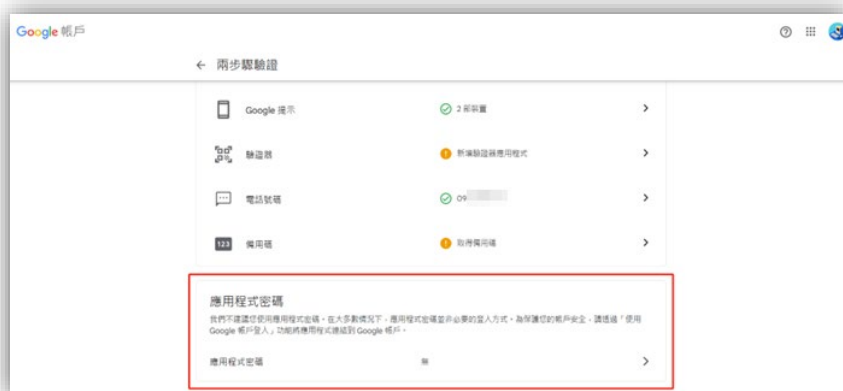 Google 帳戶
兩步驟驗證
Google 提示 2 部裝置
驗證器 新增驗證器應用程式
電話號碼 09
123 備用碼 取得備用碼
應用程式密碼
我們不建議您使用應用程式密碼。在大多數情況下,應用程式密碼並非必要的登入方式。為保護您的帳戶安全,請透過「使用
Google 帳戶登入」功能將應用程式連結到 Google 帳戶。
應用程式密碼 無